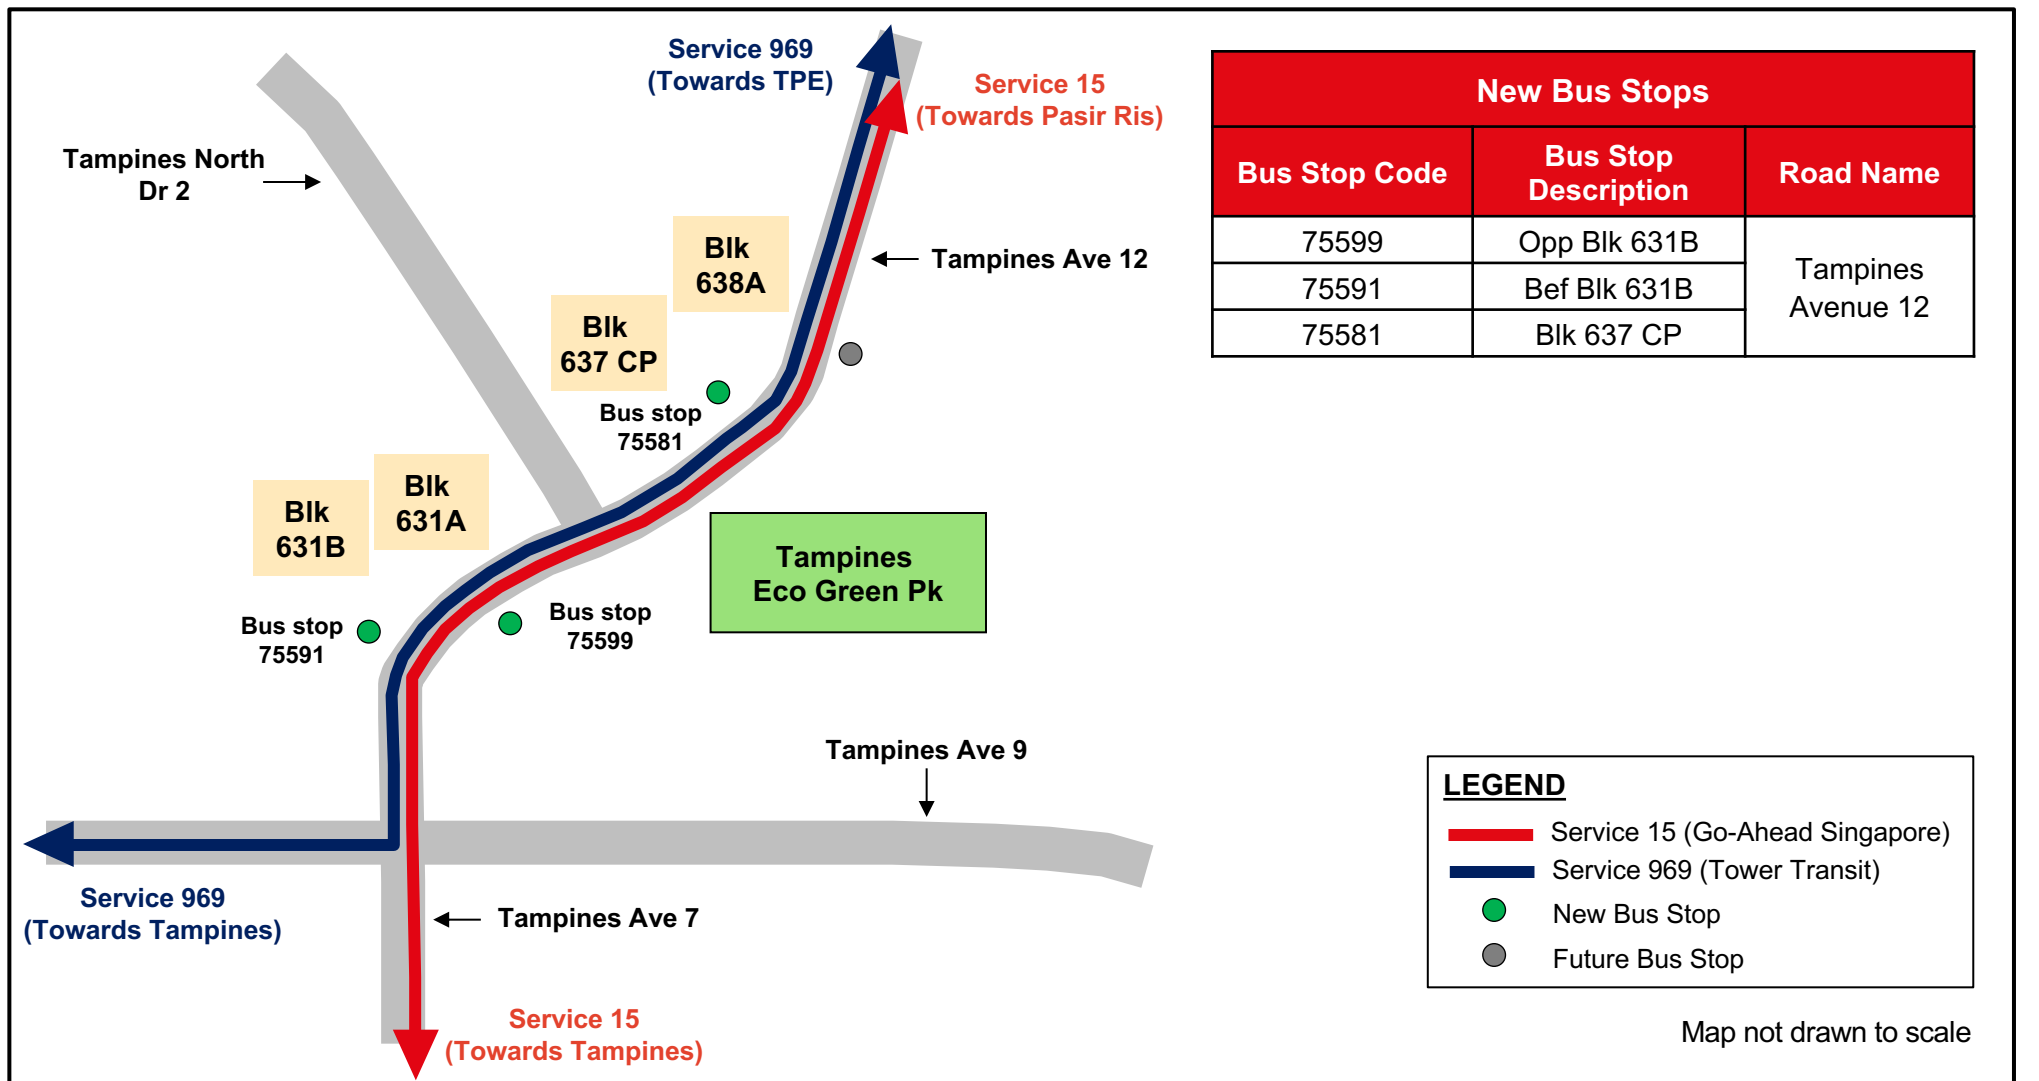 Service 969
(Towards TPE)
Service 15
(Towards Pasir Ris)
Tampines North
Dr 2
Blk
638A
Tampines Ave 12
Blk
637 CP
Bus stop
75581
Blk
631A
Blk
631B
Tampines
Eco Green Pk
Bus stop
75591
Bus stop
75599
Tampines Ave 9
Service 969
(Towards Tampines)
Tampines Ave 7
Service 15
(Towards Tampines)
New Bus Stops
Bus Stop Code
Bus Stop
Description
Road Name
75599
Opp Blk 631B
75591
Bef Blk 631B
75581
Blk 637 CP
Tampines
Avenue 12
LEGEND
Service 15 (Go-Ahead Singapore)
Service 969 (Tower Transit)
New Bus Stop
Future Bus Stop
Map not drawn to scale